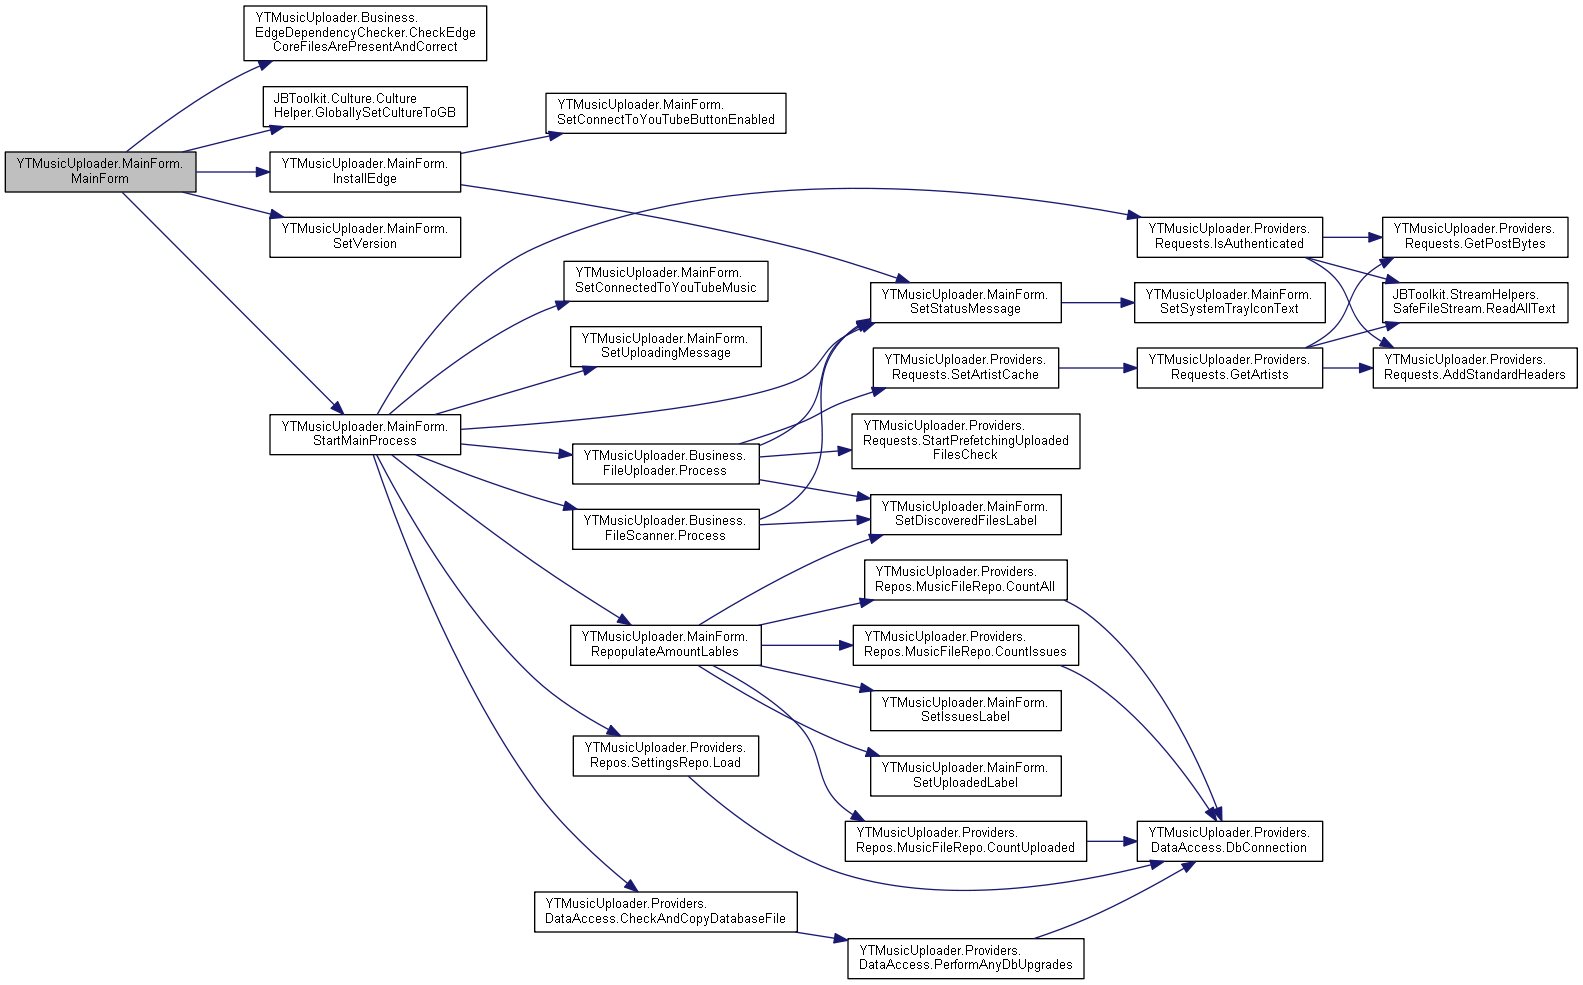 YTMusicUploader.Business.
EdgeDependencyChecker.CheckEdge
CoreFilesArePresentAndCorrect
JBToolkit.Culture.Culture
Helper.GloballySetCultureToGB
YTMusicUploader.MainForm.
SetConnectToYouTubeButtonEnabled
YTMusicUploader.MainForm.
MainForm
YTMusicUploader.MainForm.
InstallEdge
YTMusicUploader.MainForm.
SetVersion
YTMusicUploader.Providers.
Requests.IsAuthenticated
YTMusicUploader.Providers.
Requests.GetPostBytes
YTMusicUploader.MainForm.
SetConnectedToYouTubeMusic
YTMusicUploader.MainForm.
SetStatusMessage
YTMusicUploader.MainForm.
SetSystemTrayIconText
JBToolkit.StreamHelpers.
SafeFileStream.ReadAllText
YTMusicUploader.MainForm.
SetUploadingMessage
YTMusicUploader.Providers.
Requests.SetArtistCache
YTMusicUploader.Providers.
Requests.GetArtists
YTMusicUploader.Providers.
Requests.AddStandardHeaders
YTMusicUploader.MainForm.
StartMainProcess
YTMusicUploader.Business.
FileUploader.Process
YTMusicUploader.Providers.
Requests.StartPrefetchingUploaded
FilesCheck
YTMusicUploader.Business.
FileScanner.Process
YTMusicUploader.MainForm.
SetDiscoveredFilesLabel
YTMusicUploader.Providers.
Repos.MusicFileRepo.CountAll
YTMusicUploader.MainForm.
RepopulateAmountLables
YTMusicUploader.Providers.
Repos.MusicFileRepo.CountIssues
YTMusicUploader.MainForm.
SetIssuesLabel
YTMusicUploader.Providers.
Repos.SettingsRepo.Load
YTMusicUploader.MainForm.
SetUploadedLabel
YTMusicUploader.Providers.
Repos.MusicFileRepo.CountUploaded
YTMusicUploader.Providers.
DataAccess.DbConnection
YTMusicUploader.Providers.
DataAccess.CheckAndCopyDatabaseFile
YTMusicUploader.Providers.
DataAccess.PerformAnyDbUpgrades